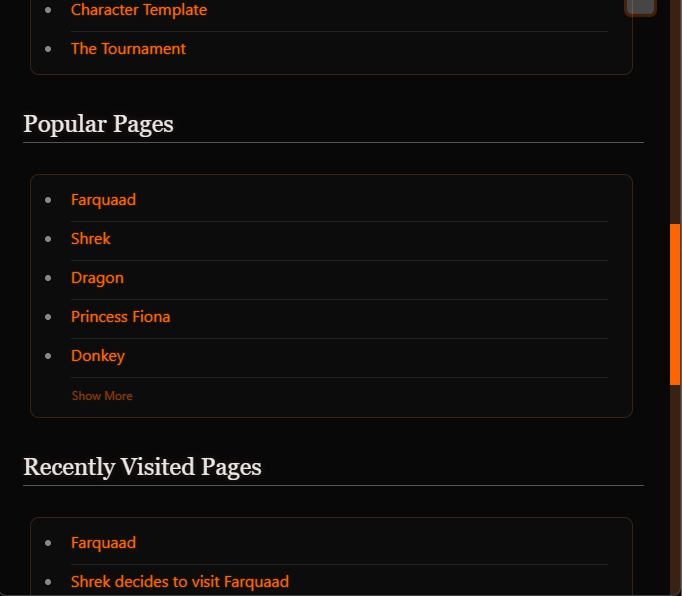 Character Template
The Tournament
Popular Pages
Farquaad
Shrek
Dragon
Princess Fiona
Donkey
Show More
Recently Visited Pages
Farquaad
Shrek decides to visit Farquaad